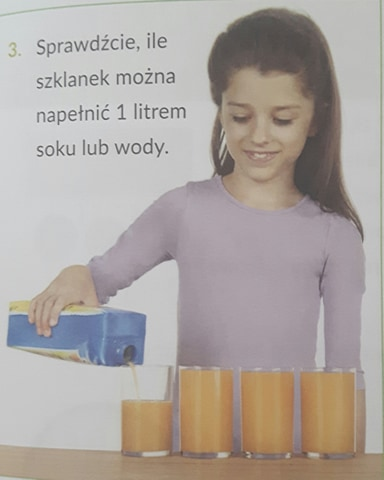 3. Sprawdźcie, ile
szklanek można
napełnić 1 litrem
soku lub wody.